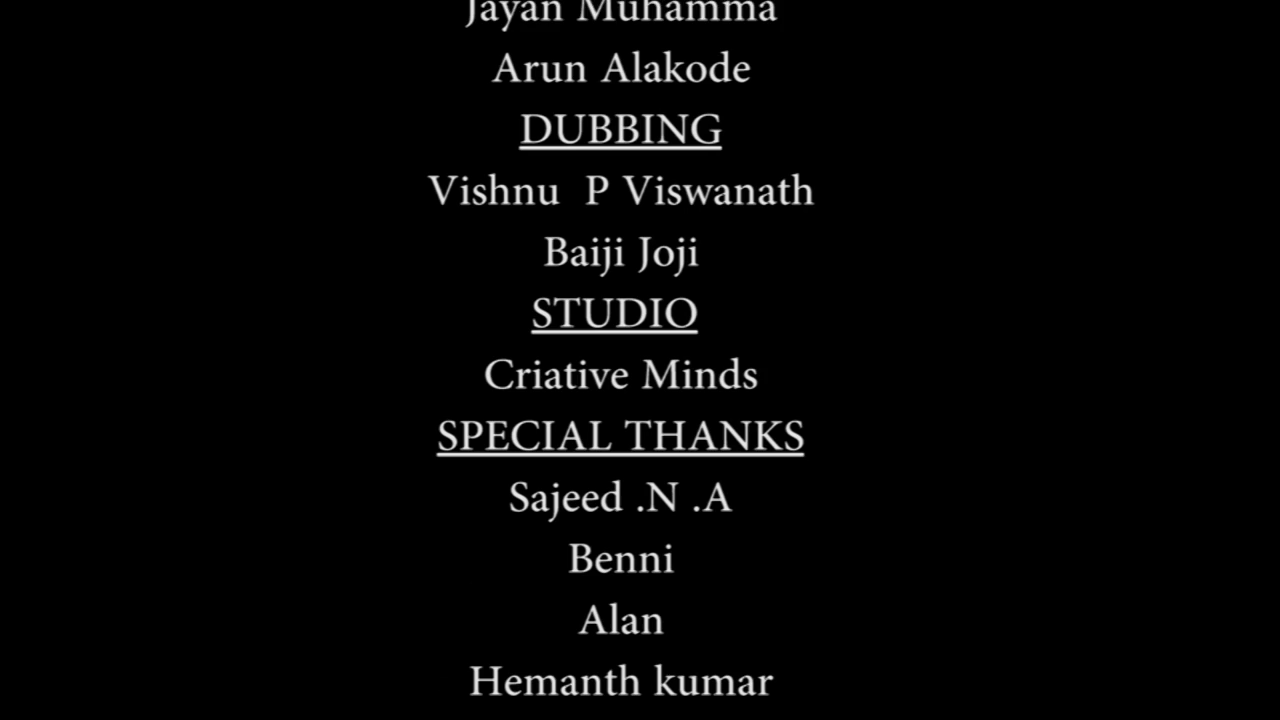 Jayan Muhamma
Arun Alakode
DUBBING
Vishnu  P Viswanath
Baiji Joji
STUDIO
Criative Minds
SPECIAL THANKS
Sajeed .N .A
Benni
Alan
Hemanth kumar